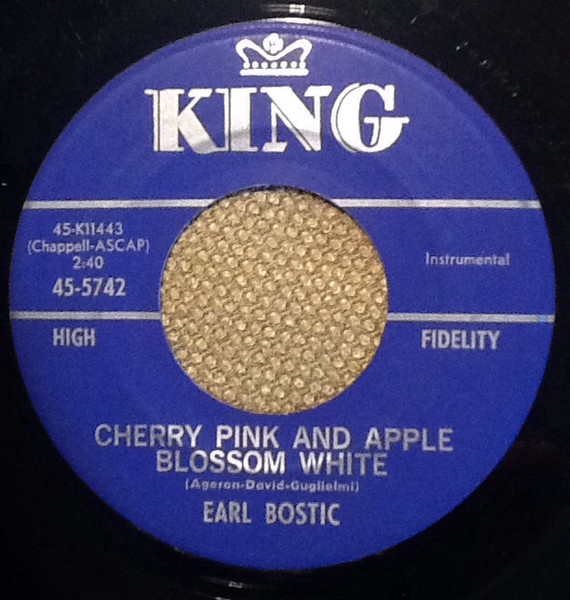 KING
45-K11443
(Chappell-ASCAP)
2:40
45-5742
Instrumental
HIGH
FIDELITY
CHERRY PINK AND APPLE
BLOSSOM WHITE
(Ageron-David-Guglielmi)
EARL BOSTIC